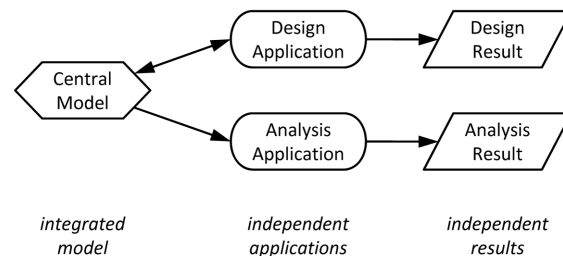 Design
Application
Design
Result
Central
Model
Analysis
Application
Analysis
Result
integrated
model
independent
applications
independent
results